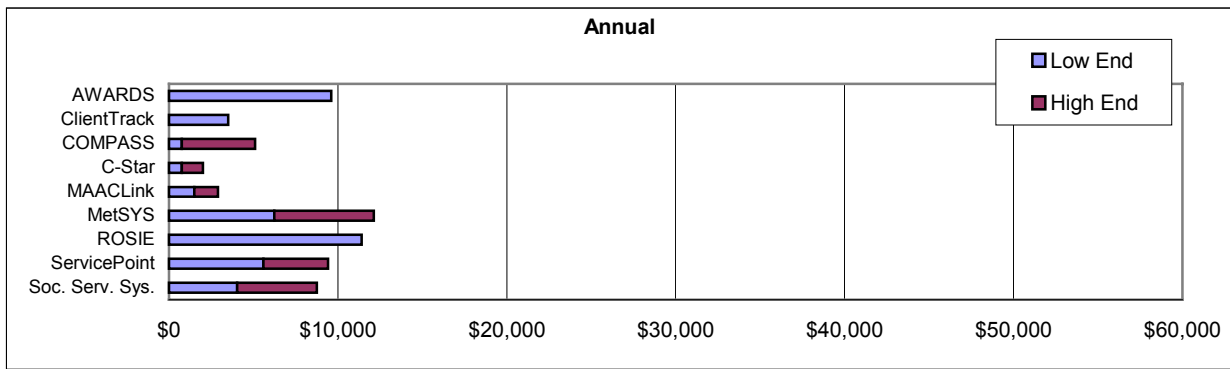 Annual
Low End
High End
AWARDS
ClientTrack
COMPASS
C-Star
MAACLink
MetSYS
ROSIE
ServicePoint
Soc. Serv. Sys.
$0 $10,000 $20,000 $30,000 $40,000 $50,000 $60,000